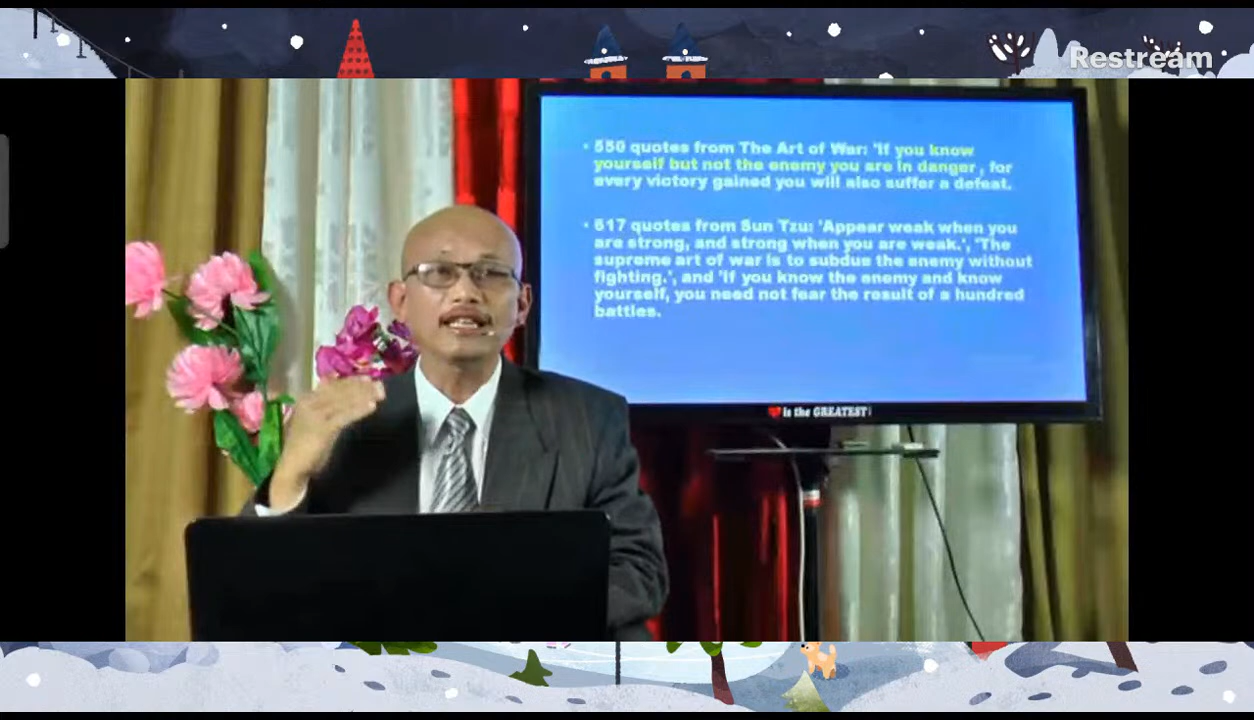 Restream
• 550 quotes from The Art of War: 'If you know
yourself but not the enemy you are in danger , for
every victory gained you will also suffer a defeat.
• 617 quotes from Sun Tzu: 'Appear weak when you
are strong, and strong when you are weak.', 'The
supreme art of war is to subdue the enemy without
fighting.', and 'If you know the enemy and know
yourself, you need not fear the result of a hundred
battles.
❤ is the GREATEST!